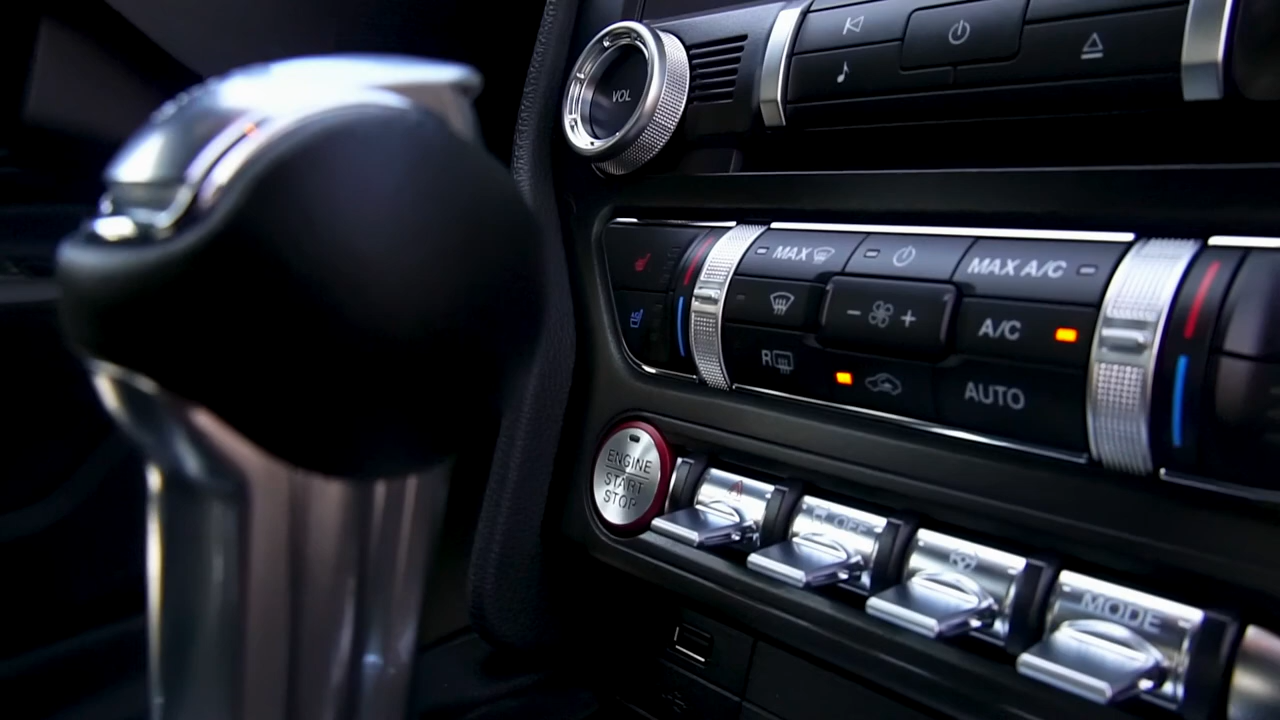 VOL
MAX
MAX A/C
A/C
R
AUTO
ENGINE
START
STOP
OFF
MODE